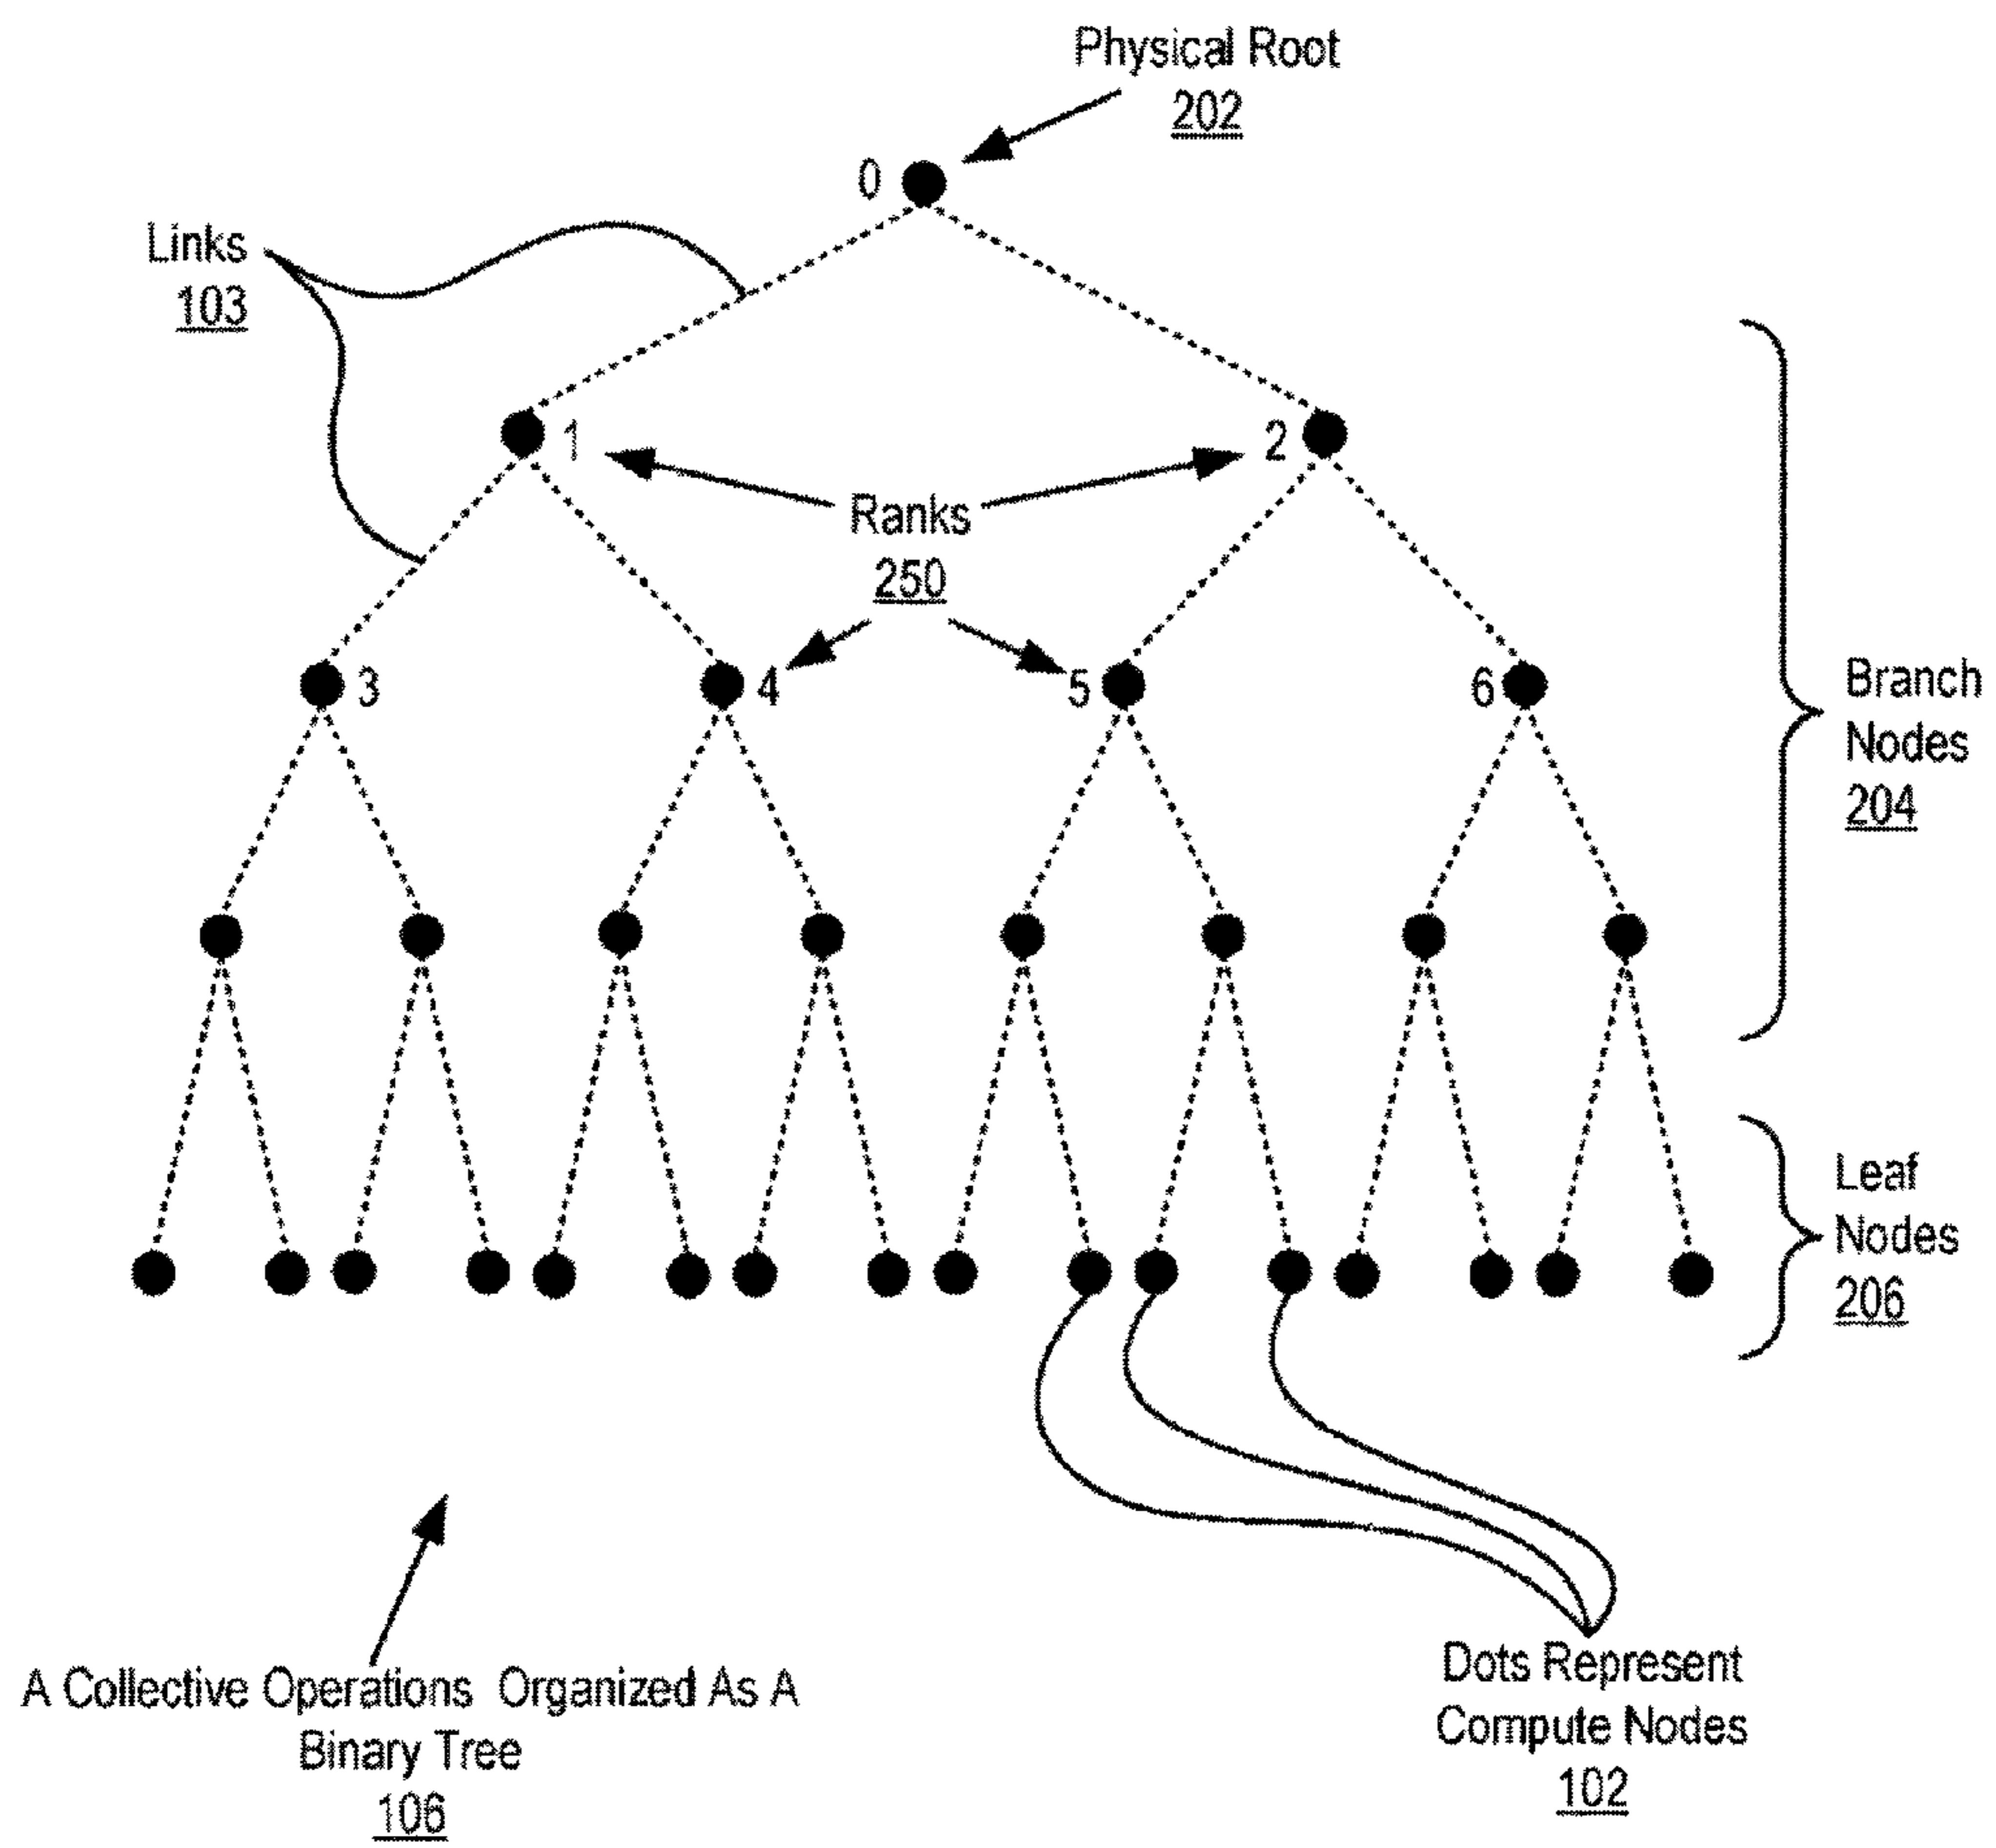 Physical Root
202
0
Links
103
1
2
Ranks
250
3
4
5
6
Branch
Nodes
204
Leaf
Nodes
206
A Collective Operations Organized As A
Binary Tree
106
Dots Represent
Compute Nodes
102